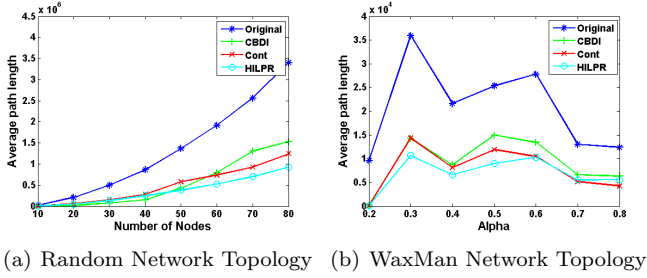 x 10^6
4.5
4
3.5
3
2.5
2
1.5
1
0.5
0
Average path length
10 20 30 40 50 60 70 80
Number of Nodes
Original
CBDI
Cont
HILPR
(a) Random Network Topology
x 10^4
4
3.5
3
2.5
2
1.5
1
0.5
0
Average path length
0.2 0.3 0.4 0.5 0.6 0.7 0.8
Alpha
Original
CBDI
Cont
HILPR
(b) WaxMan Network Topology